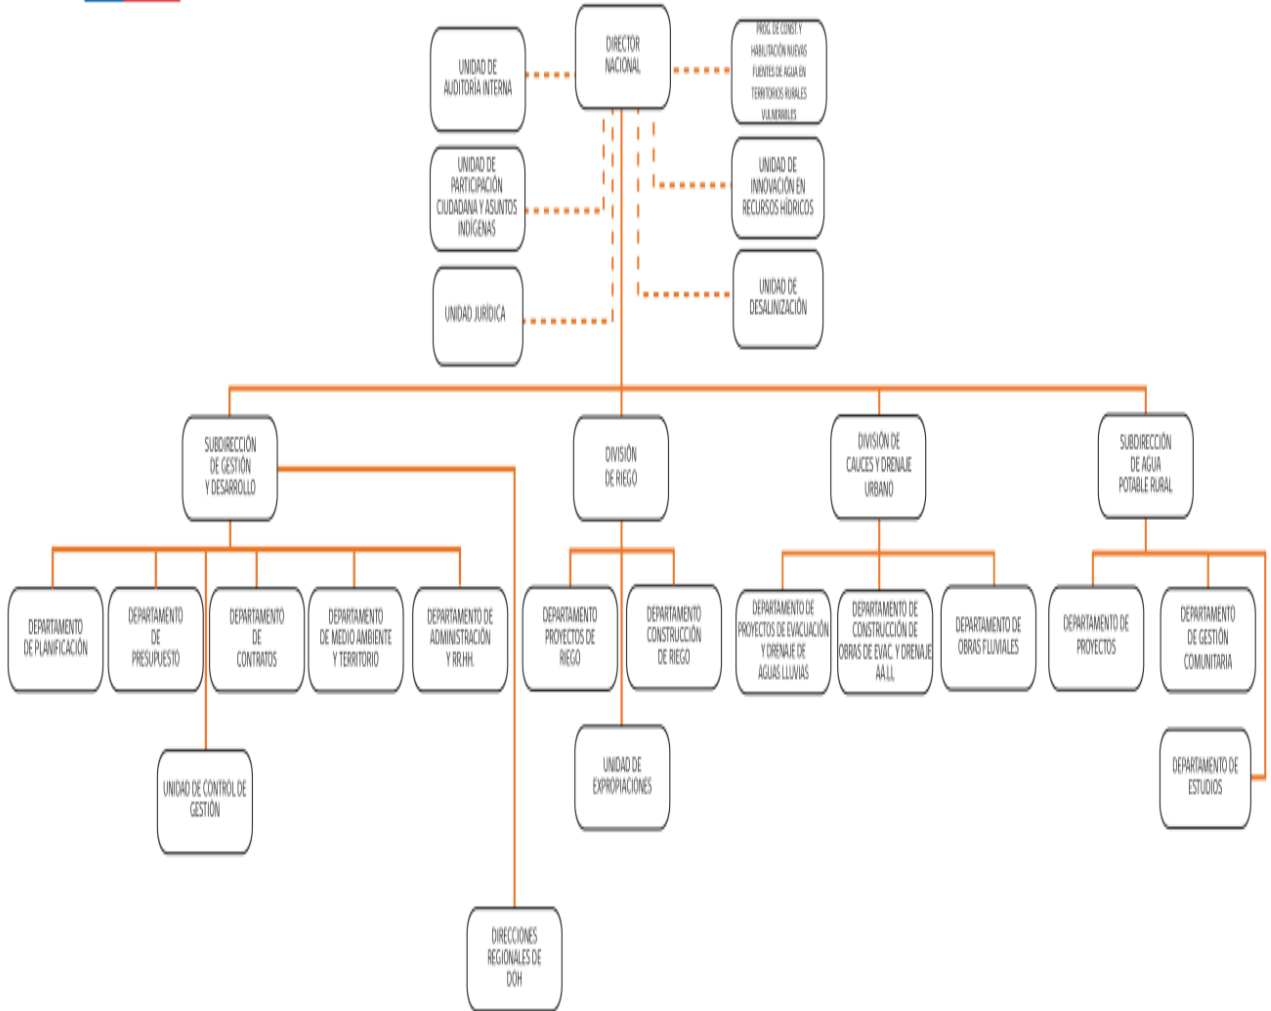 DIRECTOR
NACIONAL
UNIDAD DE
AUDITORÍA INTERNA
PROG. DE CONST. Y
HABILITACIÓN NUEVAS
FUENTES DE AGUA EN
TERRITORIOS RURALES
VULNERABLES
UNIDAD DE
PARTICIPACIÓN
CIUDADANA Y ASUNTOS
INDÍGENAS
UNIDAD DE
INNOVACIÓN EN
RECURSOS HÍDRICOS
UNIDAD JURÍDICA
UNIDAD DE
DESALINIZACIÓN
SUBDIRECCIÓN
DE GESTIÓN
Y DESARROLLO
DIVISIÓN
DE RIEGO
DIVISIÓN DE
CAUCES Y DRENAJE
URBANO
SUBDIRECCIÓN
DE AGUA
POTABLE RURAL
DEPARTAMENTO
DE PLANIFICACIÓN
DEPARTAMENTO
DE
PRESUPUESTO
DEPARTAMENTO
DE
CONTRATOS
DEPARTAMENTO
DE MEDIO AMBIENTE
Y TERRITORIO
DEPARTAMENTO DE
ADMINISTRACIÓN
Y RR.HH.
DEPARTAMENTO
PROYECTOS DE
RIEGO
DEPARTAMENTO
CONSTRUCCIÓN
DE RIEGO
DEPARTAMENTO DE
PROYECTOS DE EVACUACIÓN
Y DRENAJE DE
AGUAS LLUVIAS
DEPARTAMENTO DE
CONSTRUCCIÓN DE
OBRAS DE EVAC. Y DRENAJE
AA.LL.
DEPARTAMENTO DE
OBRAS FLUVIALES
DEPARTAMENTO DE
PROYECTOS
DEPARTAMENTO
DE GESTIÓN
COMUNITARIA
UNIDAD DE CONTROL DE
GESTIÓN
UNIDAD DE
EXPROPIACIONES
DEPARTAMENTO DE
ESTUDIOS
DIRECCIONES
REGIONALES DE
DOH